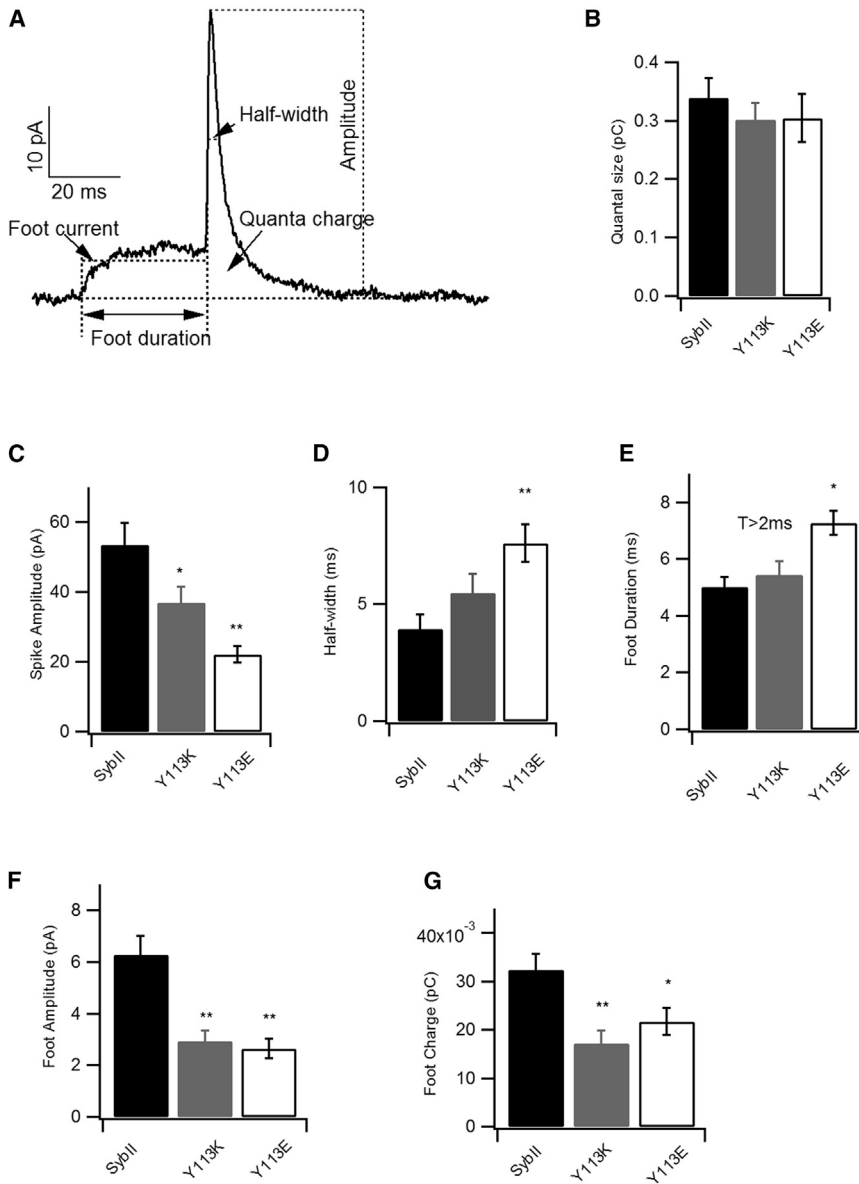 A
10 pA
20 ms
Half-width
Amplitude
Foot current
Quanta charge
Foot duration
B
Quantal size (pC)
0.4
0.3
0.2
0.1
0.0
SybII
Y113K
Y113E
C
Spike Amplitude (pA)
60
40
20
0
*
**
SybII
Y113K
Y113E
D
Half-width (ms)
10
5
0
**
SybII
Y113K
Y113E
E
Foot Duration (ms)
8
6
4
2
0
T>2ms
*
SybII
Y113K
Y113E
F
Foot Amplitude (pA)
8
6
4
2
0
**
**
SybII
Y113K
Y113E
G
Foot Charge (pC)
40x10-3
30
20
10
0
**
*
SybII
Y113K
Y113E